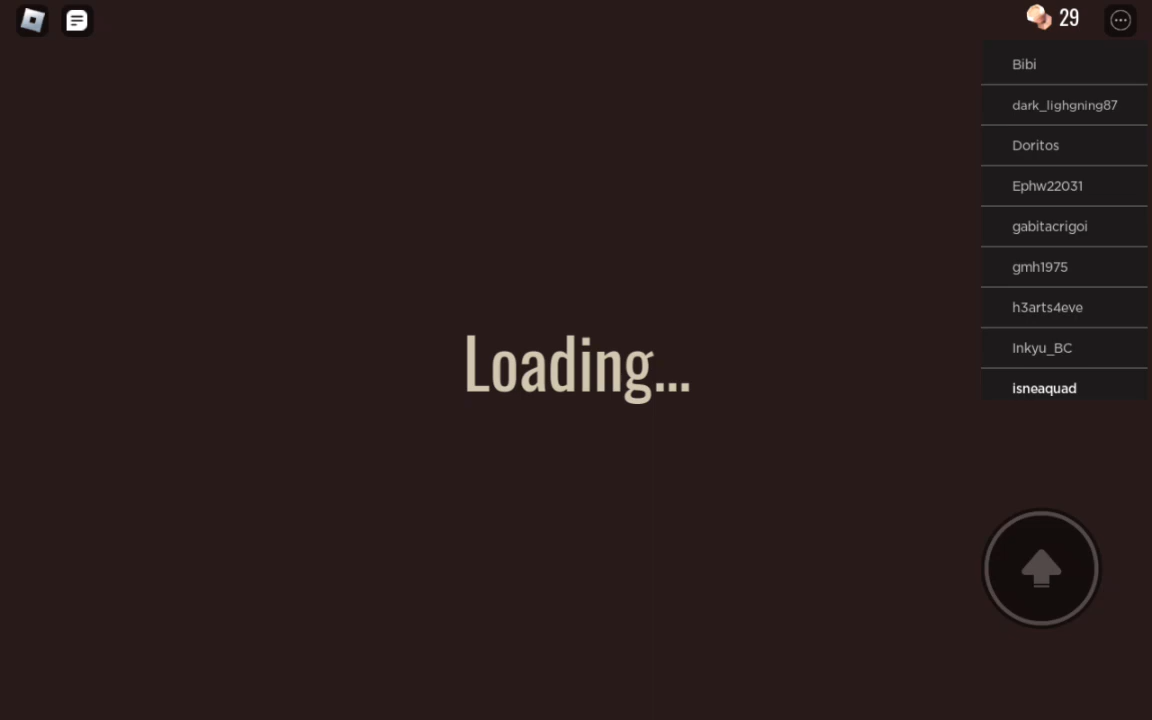 29
Bibi
dark_lighgning87
Doritos
Ephw22031
gabitacrigoi
gmh1975
h3arts4eve
Inkyu_BC
isneaquad
Loading...